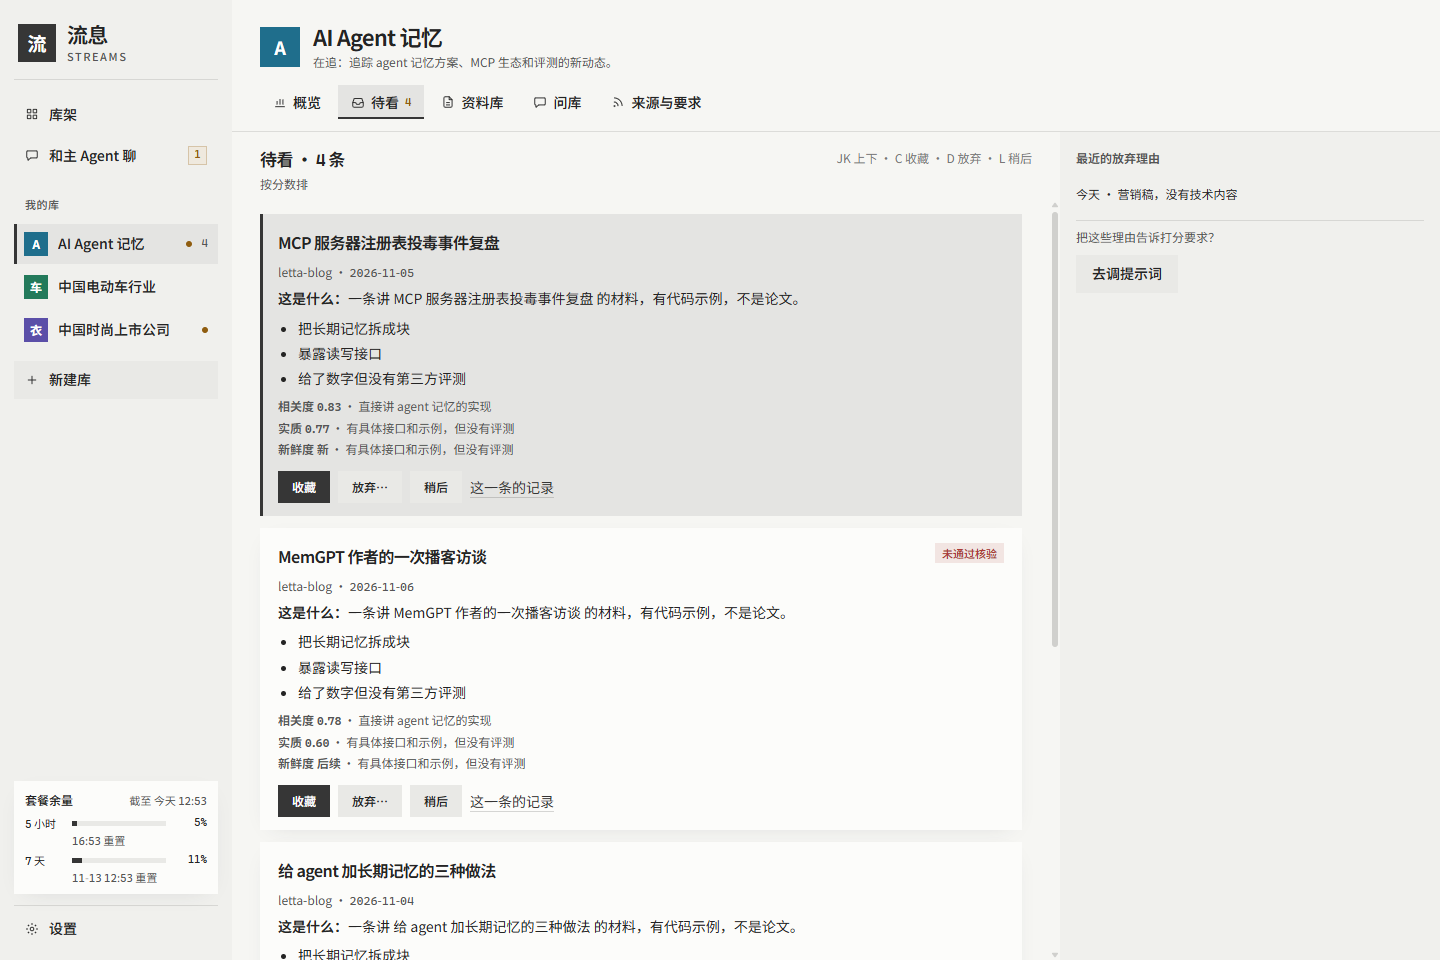 流
流息
STREAMS
库架
和主 Agent 聊
1
我的库
A
AI Agent 记忆
4
车
中国电动车行业
衣
中国时尚上市公司
新建库
套餐余量
截至 今天 12:53
5 小时
5%
16:53 重置
7 天
11%
11-13 12:53 重置
设置
A
AI Agent 记忆
在追：追踪 agent 记忆方案、MCP 生态和评测的新动态。
概览
待看 4
资料库
问库
来源与要求
待看 · 4 条
JK 上下 · C 收藏 · D 放弃 · L 稍后
按分数排
MCP 服务器注册表投毒事件复盘
letta-blog · 2026-11-05
这是什么：一条讲 MCP 服务器注册表投毒事件复盘 的材料，有代码示例，不是论文。
把长期记忆拆成块
暴露读写接口
给了数字但没有第三方评测
相关度 0.83 · 直接讲 agent 记忆的实现
实质 0.77 · 有具体接口和示例，但没有评测
新鲜度 新 · 有具体接口和示例，但没有评测
收藏
放弃…
稍后
这一条的记录
MemGPT 作者的一次播客访谈
未通过核验
letta-blog · 2026-11-06
这是什么：一条讲 MemGPT 作者的一次播客访谈 的材料，有代码示例，不是论文。
把长期记忆拆成块
暴露读写接口
给了数字但没有第三方评测
相关度 0.78 · 直接讲 agent 记忆的实现
实质 0.60 · 有具体接口和示例，但没有评测
新鲜度 后续 · 有具体接口和示例，但没有评测
收藏
放弃…
稍后
这一条的记录
给 agent 加长期记忆的三种做法
letta-blog · 2026-11-04
这是什么：一条讲 给 agent 加长期记忆的三种做法 的材料，有代码示例，不是论文。
把长期记忆拆成块
最近的放弃理由
今天 · 营销稿，没有技术内容
把这些理由告诉打分要求？
去调提示词